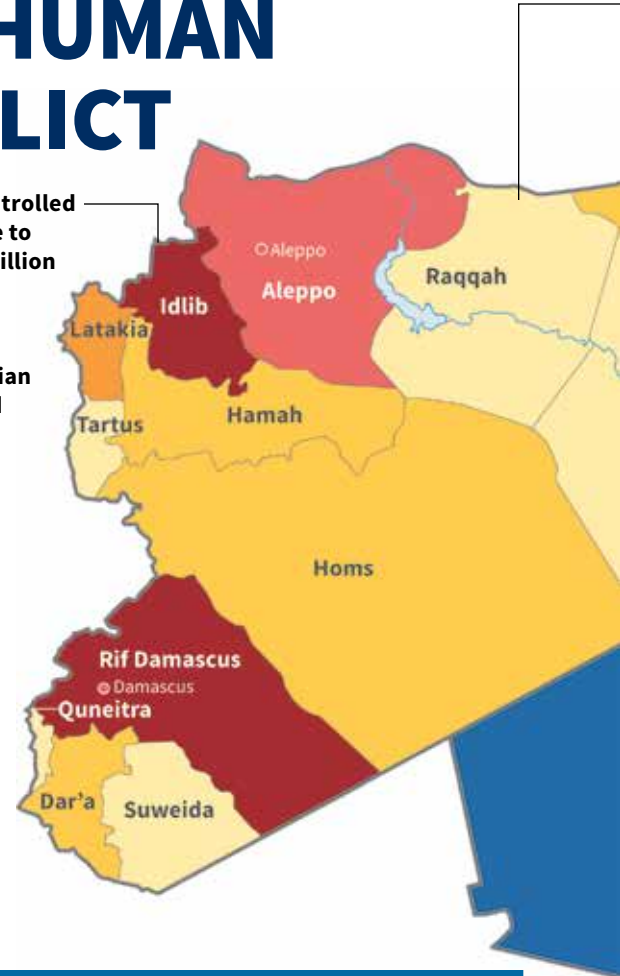 HUMAN
LICT
trolled
e to
illion
ian
Aleppo
Aleppo
Raqqah
Idlib
Latakia
Hamah
Tartus
Homs
Rif Damascus
Damascus
Quneitra
Dar’a
Suweida